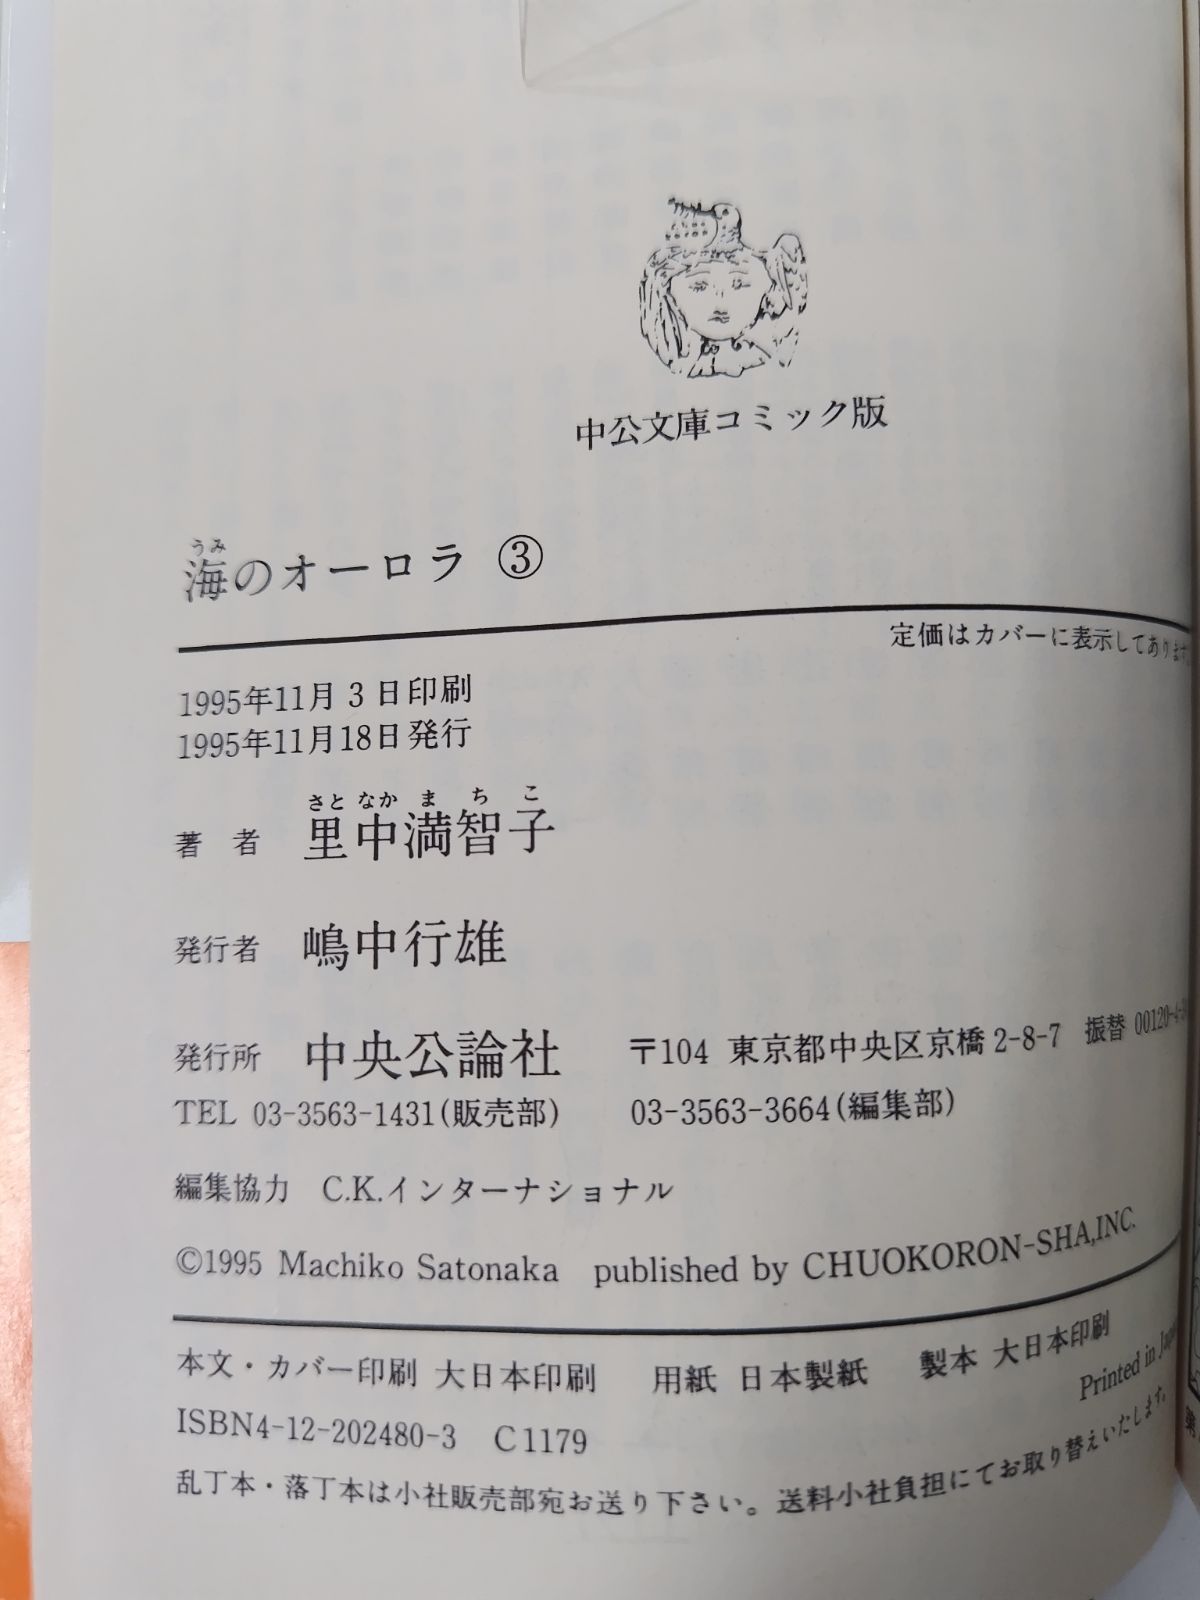 中公文庫コミック版
うみ
海のオーロラ ③
定価はカバーに表示してあります。
1995年11月3日印刷
1995年11月18日発行
さとなかまちこ
著者 里中満智子
発行者 嶋中行雄
発行所 中央公論社 〒104 東京都中央区京橋2-8-7 振替 00120-4-
TEL 03-3563-1431(販売部) 03-3563-3664(編集部)
編集協力 C.K.インターナショナル
©1995 Machiko Satonaka published by CHUOKORON-SHA,INC.
本文・カバー印刷 大日本印刷 用紙 日本製紙 製本 大日本印刷
Printed in
ISBN4-12-202480-3 C1179
乱丁本・落丁本は小社販売部宛お送り下さい。送料小社負担にてお取り替えいたします。